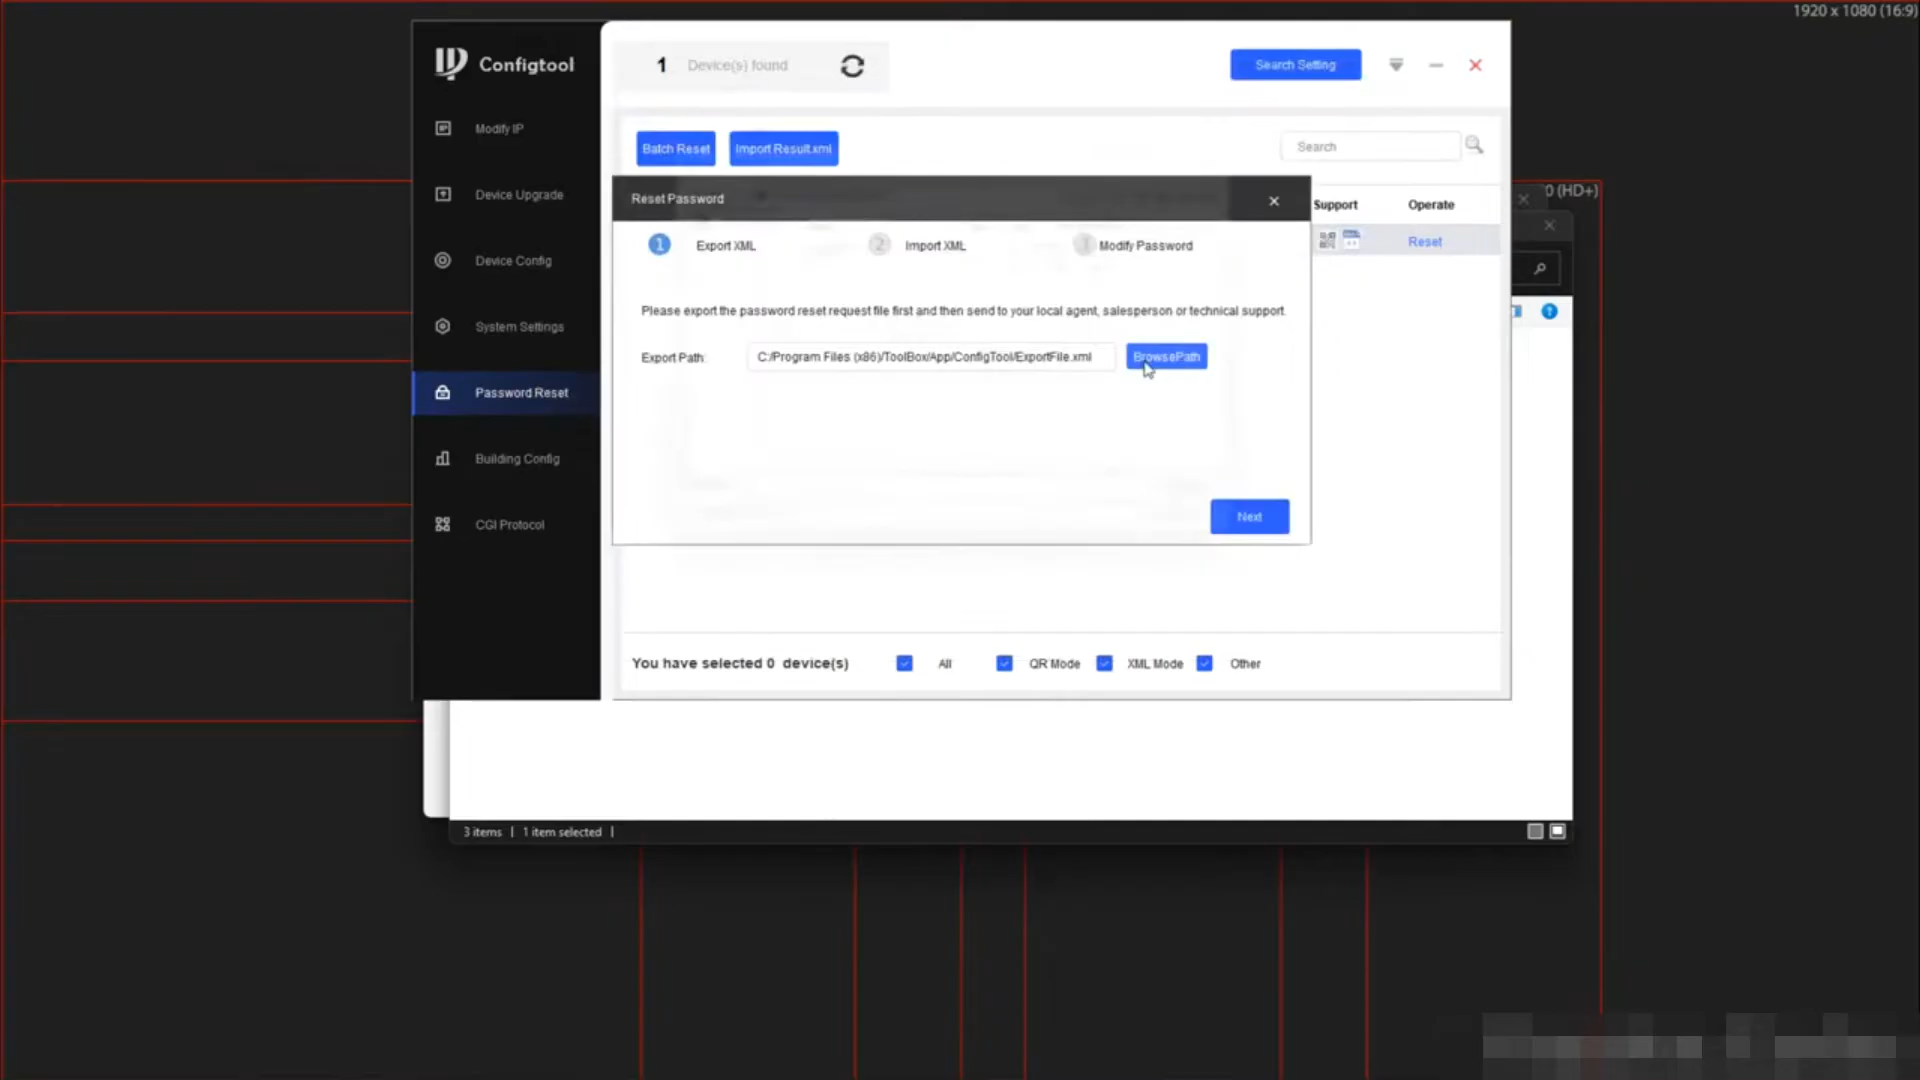 1920 x 1080 (16:9)
Configtool
1 Device(s) found
Search Setting
Modify IP
Device Upgrade
Device Config
System Settings
Password Reset
Building Config
CGI Protocol
Batch Reset
Import Result.xml
Search
0 (HD+)
Support
Operate
Reset
Reset Password
1 Export XML
2 Import XML
3 Modify Password
Please export the password reset request file first and then send to your local agent, salesperson or technical support.
Export Path:
C:/Program Files (x86)/ToolBox/App/ConfigTool/ExportFile.xml
BrowsePath
Next
You have selected 0 device(s)
All
QR Mode
XML Mode
Other
3 items | 1 item selected |